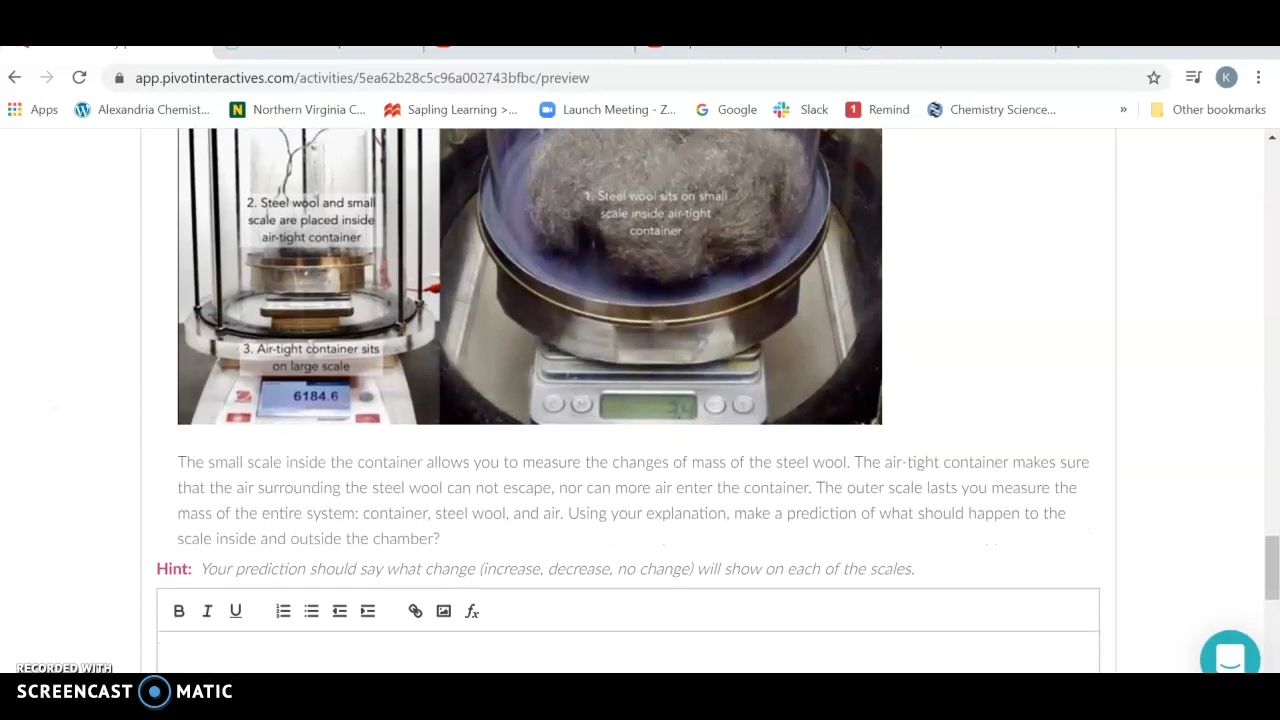 app.pivotinteractives.com/activities/5ea62b28c5c96a002743bfbc/preview
K
Apps Alexandria Chemist... N Northern Virginia C... Sapling Learning >... Launch Meeting - Z... Google Slack 1 Remind Chemistry Science... » Other bookmarks
2. Steel wool and small
scale are placed inside
air-tight container
3. Air-tight container sits
on large scale
6184.6
1. Steel wool sits on small
scale inside air-tight
container
The small scale inside the container allows you to measure the changes of mass of the steel wool. The air-tight container makes sure
that the air surrounding the steel wool can not escape, nor can more air enter the container. The outer scale lasts you measure the
mass of the entire system: container, steel wool, and air. Using your explanation, make a prediction of what should happen to the
scale inside and outside the chamber?
Hint: Your prediction should say what change (increase, decrease, no change) will show on each of the scales.
B I U fx
RECORDED WITH
SCREENCAST MATIC